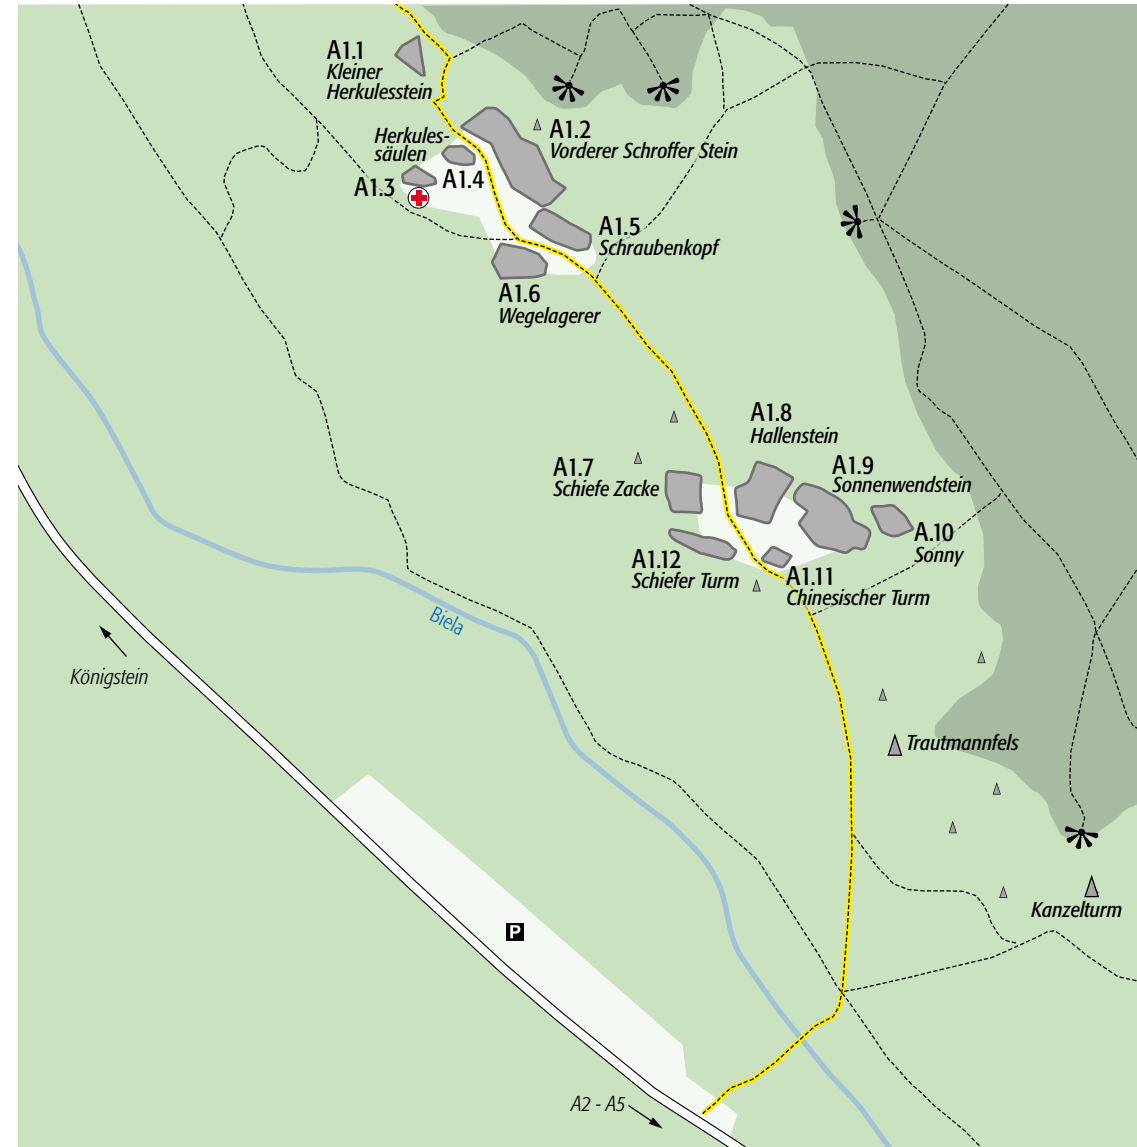 A1.1
Kleiner
Herkulesstein
Herkules-
säulen
A1.2
Vorderer Schroffer Stein
A1.3
A1.4
A1.5
Schraubenkopf
A1.6
Wegelagerer
A1.8
Hallenstein
A1.7
Schiefe Zacke
A1.9
Sonnenwendstein
A.10
Sonny
A1.12
Schiefer Turm
A1.11
Chinesischer Turm
Biela
Königstein
Trautmannfels
Kanzelturm
P
A2 - A5